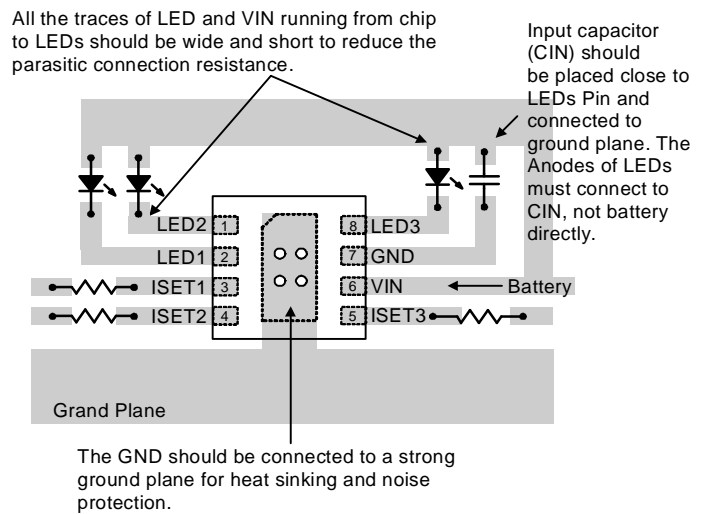 All the traces of LED and VIN running from chip
to LEDs should be wide and short to reduce the
parasitic connection resistance.
Input capacitor
(CIN) should
be placed close to
LEDs Pin and
connected to
ground plane. The
Anodes of LEDs
must connect to
CIN, not battery
directly.
LED2 1
LED1 2
ISET1 3
ISET2 4
8 LED3
7 GND
6 VIN
Battery
5 ISET3
Grand Plane
The GND should be connected to a strong
ground plane for heat sinking and noise
protection.